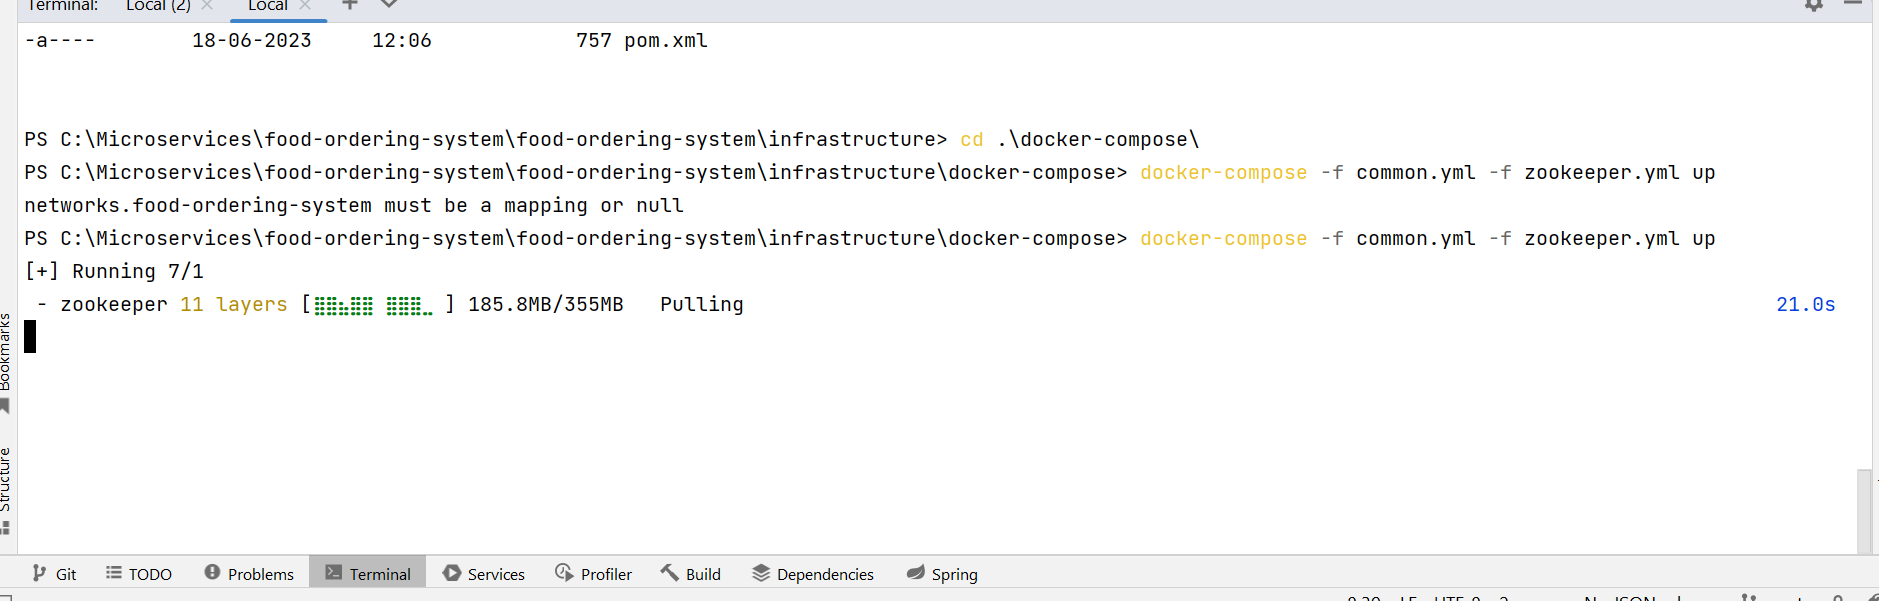 Terminal: Local (2) Local
-a---- 18-06-2023 12:06 757 pom.xml
PS C:\Microservices\food-ordering-system\food-ordering-system\infrastructure> cd .\docker-compose\
PS C:\Microservices\food-ordering-system\food-ordering-system\infrastructure\docker-compose> docker-compose -f common.yml -f zookeeper.yml up
networks.food-ordering-system must be a mapping or null
PS C:\Microservices\food-ordering-system\food-ordering-system\infrastructure\docker-compose> docker-compose -f common.yml -f zookeeper.yml up
[+] Running 7/1
- zookeeper 11 layers [⣿⣿⣦⣿⣿ ⣿⣿⣿⣀ ] 185.8MB/355MB Pulling 21.0s
Bookmarks
Structure
Git TODO Problems Terminal Services Profiler Build Dependencies Spring